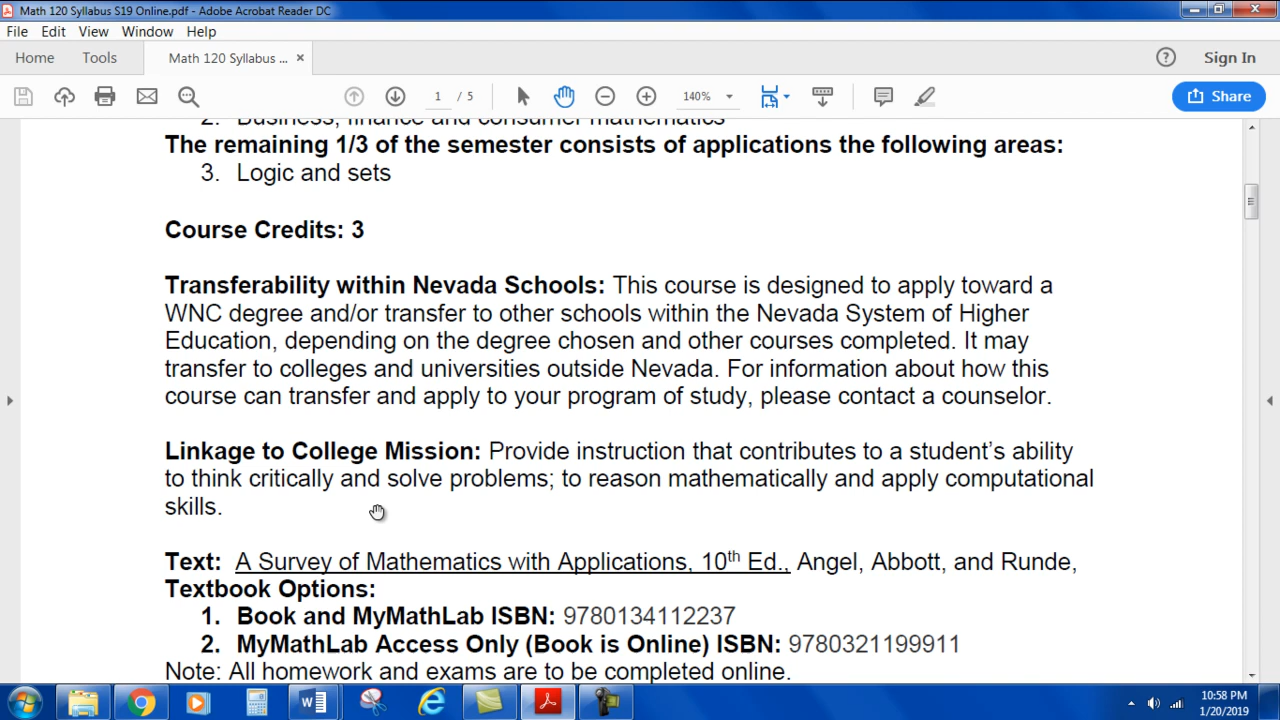 Math 120 Syllabus S19 Online.pdf - Adobe Acrobat Reader DC
File Edit View Window Help
Home Tools Math 120 Syllabus ... × Sign In
1 / 5 140% Share
2. Business, finance and consumer mathematics
The remaining 1/3 of the semester consists of applications the following areas:
3. Logic and sets
Course Credits: 3
Transferability within Nevada Schools: This course is designed to apply toward a
WNC degree and/or transfer to other schools within the Nevada System of Higher
Education, depending on the degree chosen and other courses completed. It may
transfer to colleges and universities outside Nevada. For information about how this
course can transfer and apply to your program of study, please contact a counselor.
Linkage to College Mission: Provide instruction that contributes to a student’s ability
to think critically and solve problems; to reason mathematically and apply computational
skills.
Text: A Survey of Mathematics with Applications, 10th Ed., Angel, Abbott, and Runde,
Textbook Options:
1. Book and MyMathLab ISBN: 9780134112237
2. MyMathLab Access Only (Book is Online) ISBN: 9780321199911
Note: All homework and exams are to be completed online.
10:58 PM
1/20/2019